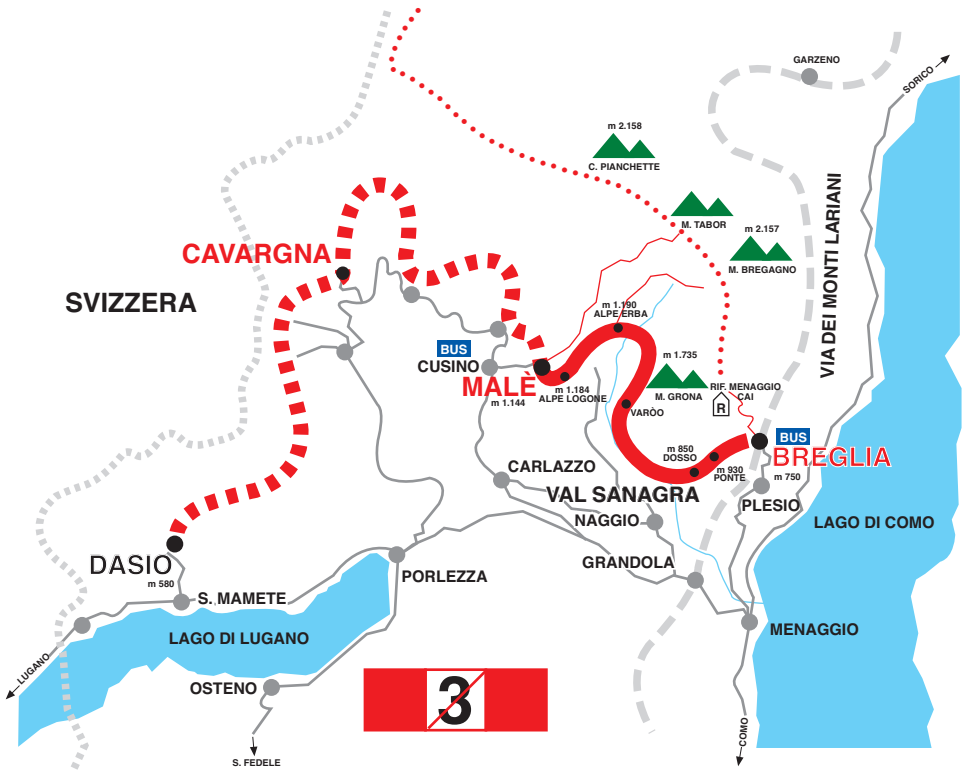 GARZENO
SORICO
m 2.158
C. PIANCHETTE
M. TABOR
m 2.157
M. BREGAGNO
VIA DEI MONTI LARIANI
CAVARGNA
SVIZZERA
m 1.190
ALPE ERBA
BUS
CUSINO
MALÈ
m 1.144
m 1.184
ALPE LOGONE
m 1.735
M. GRONA
RIF. MENAGGIO
CAI
R
VARÒO
BUS
BREGLIA
m 750
m 850
DOSSO
m 930
PONTE
CARLAZZO
VAL SANAGRA
PLESIO
NAGGIO
LAGO DI COMO
GRANDOLA
DASIO
m 580
PORLEZZA
S. MAMETE
MENAGGIO
LAGO DI LUGANO
LUGANO
OSTENO
3
COMO
S. FEDELE